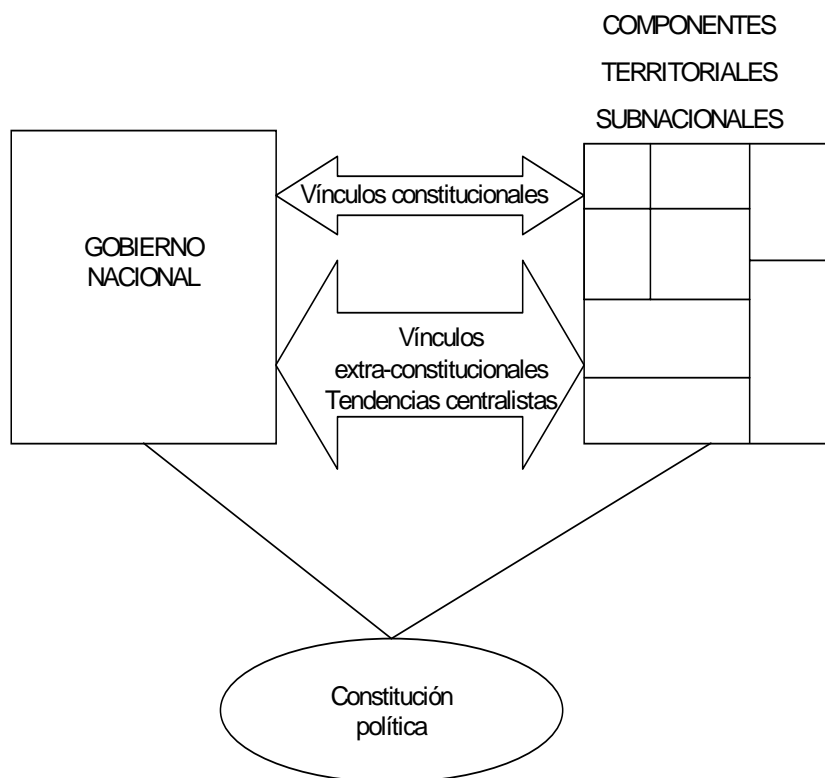 COMPONENTES
TERRITORIALES
SUBNACIONALES
Vínculos constitucionales
GOBIERNO
NACIONAL
Vínculos
extra-constitucionales
Tendencias centralistas
Constitución
política